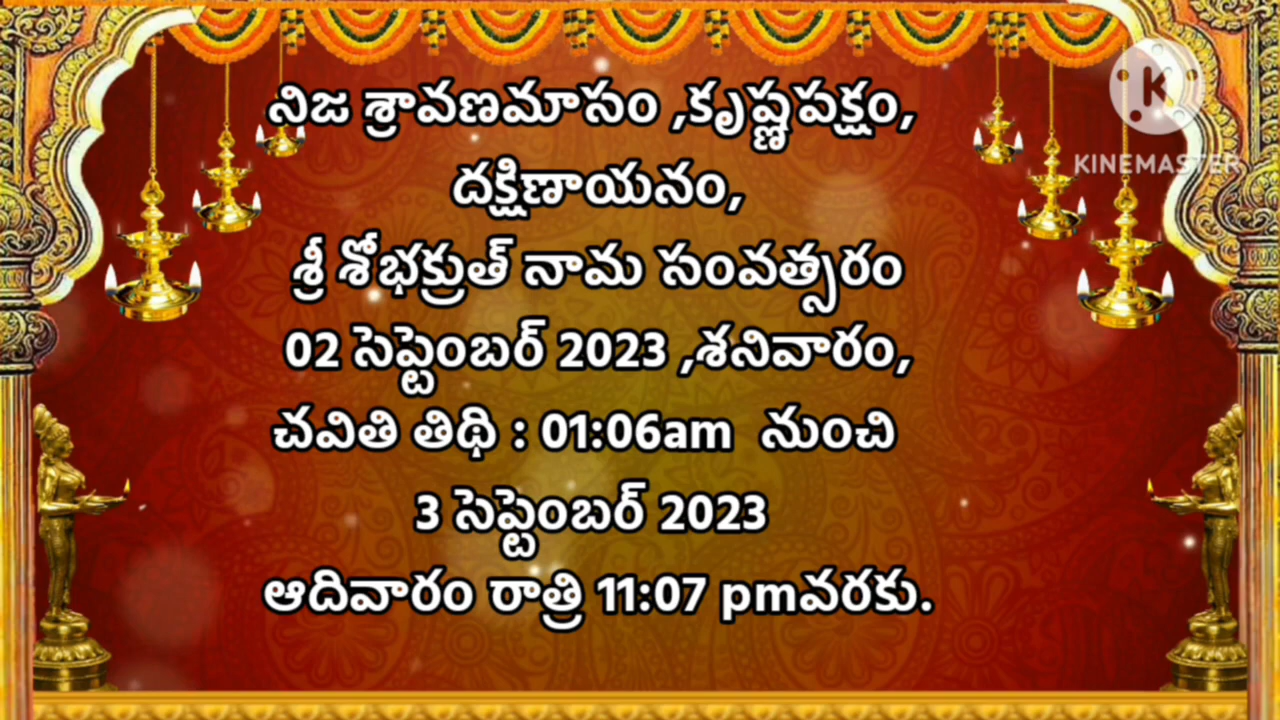 నిజ శ్రావణమాసం ,కృష్ణపక్షం,
దక్షిణాయనం,
శ్రీ శోభక్రుత్ నామ సంవత్సరం
02 సెప్టెంబర్ 2023 ,శనివారం,
చవితి తిథి : 01:06am నుంచి
3 సెప్టెంబర్ 2023
ఆదివారం రాత్రి 11:07 pmవరకు.
K
KINEMASTER